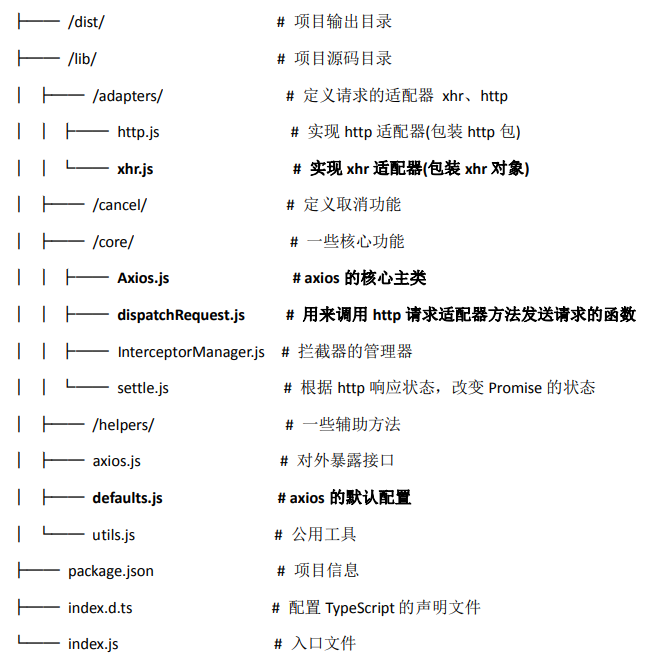 ├── /dist/ # 项目输出目录
├── /lib/ # 项目源码目录
│ ├── /adapters/ # 定义请求的适配器 xhr、http
│ │ ├── http.js # 实现 http 适配器(包装 http 包)
│ │ └── xhr.js # 实现 xhr 适配器(包装 xhr 对象)
│ ├── /cancel/ # 定义取消功能
│ ├── /core/ # 一些核心功能
│ │ ├── Axios.js # axios 的核心主类
│ │ ├── dispatchRequest.js # 用来调用 http 请求适配器方法发送请求的函数
│ │ ├── InterceptorManager.js # 拦截器的管理器
│ │ └── settle.js # 根据 http 响应状态，改变 Promise 的状态
│ ├── /helpers/ # 一些辅助方法
│ ├── axios.js # 对外暴露接口
│ ├── defaults.js # axios 的默认配置
│ └── utils.js # 公用工具
├── package.json # 项目信息
├── index.d.ts # 配置 TypeScript 的声明文件
└── index.js # 入口文件